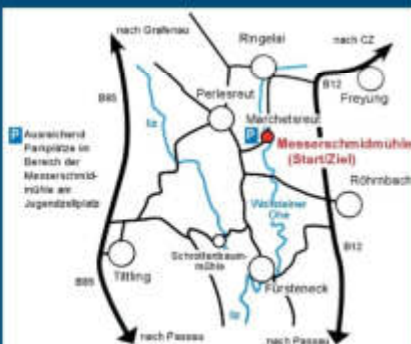 nach Grafenau
nach CZ
Ringelai
B85
B12
Freyung
Perlesreut
Ilz
Marchetsreut
P
P Ausreichend
Parkplätze im
Bereich der
Messerschmid-
mühle am
Jugendzeltplatz
Messerschmidmühle
(Start/Ziel)
Röhrnbach
Wolfsteiner
Ohe
Schrottenbaum-
mühle
Tittling
B12
B85
Fürsteneck
Ilz
nach Passau
nach Passau